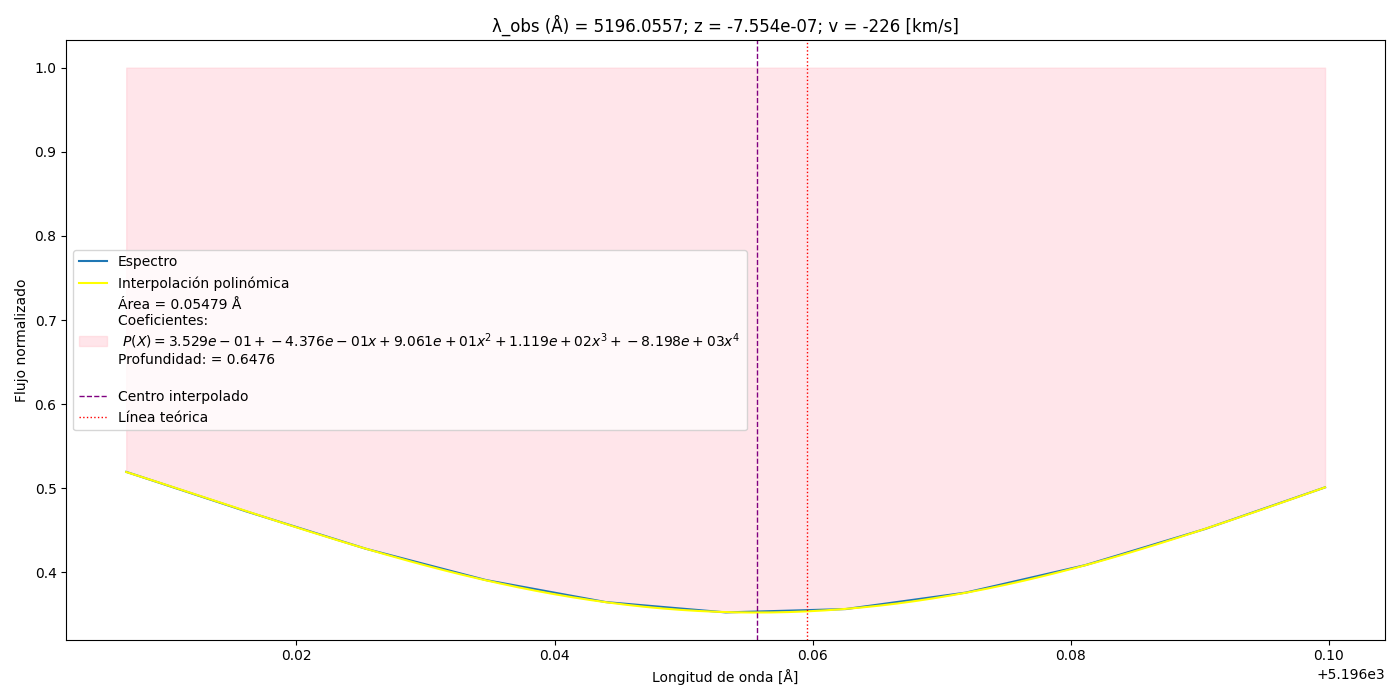 λ_obs (Å) = 5196.0557; z = -7.554e-07; v = -226 [km/s]
1.0
0.9
0.8
0.7
0.6
0.5
0.4
Flujo normalizado
Espectro
Interpolación polinómica
Área = 0.05479 Å
Coeficientes:
P(X) = 3.529e − 01 + −4.376e − 01x + 9.061e + 01x² + 1.119e + 02x³ + −8.198e + 03x⁴
Profundidad: = 0.6476
Centro interpolado
Línea teórica
0.02 0.04 0.06 0.08 0.10
+5.196e3
Longitud de onda [Å]